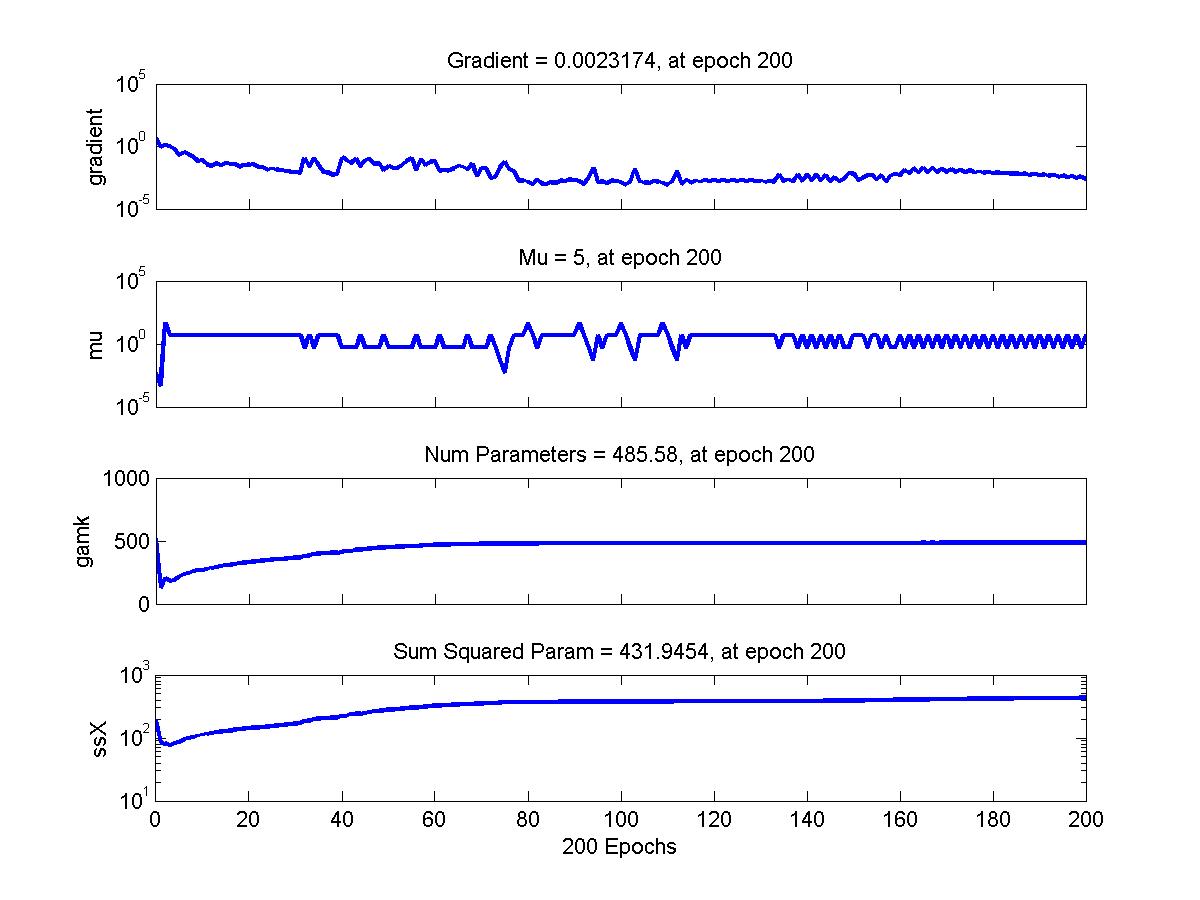 Gradient = 0.0023174, at epoch 200
10^5
10^0
10^-5
gradient
Mu = 5, at epoch 200
10^5
10^0
10^-5
mu
Num Parameters = 485.58, at epoch 200
1000
500
0
gamk
Sum Squared Param = 431.9454, at epoch 200
10^3
10^2
10^1
ssX
0 20 40 60 80 100 120 140 160 180 200
200 Epochs